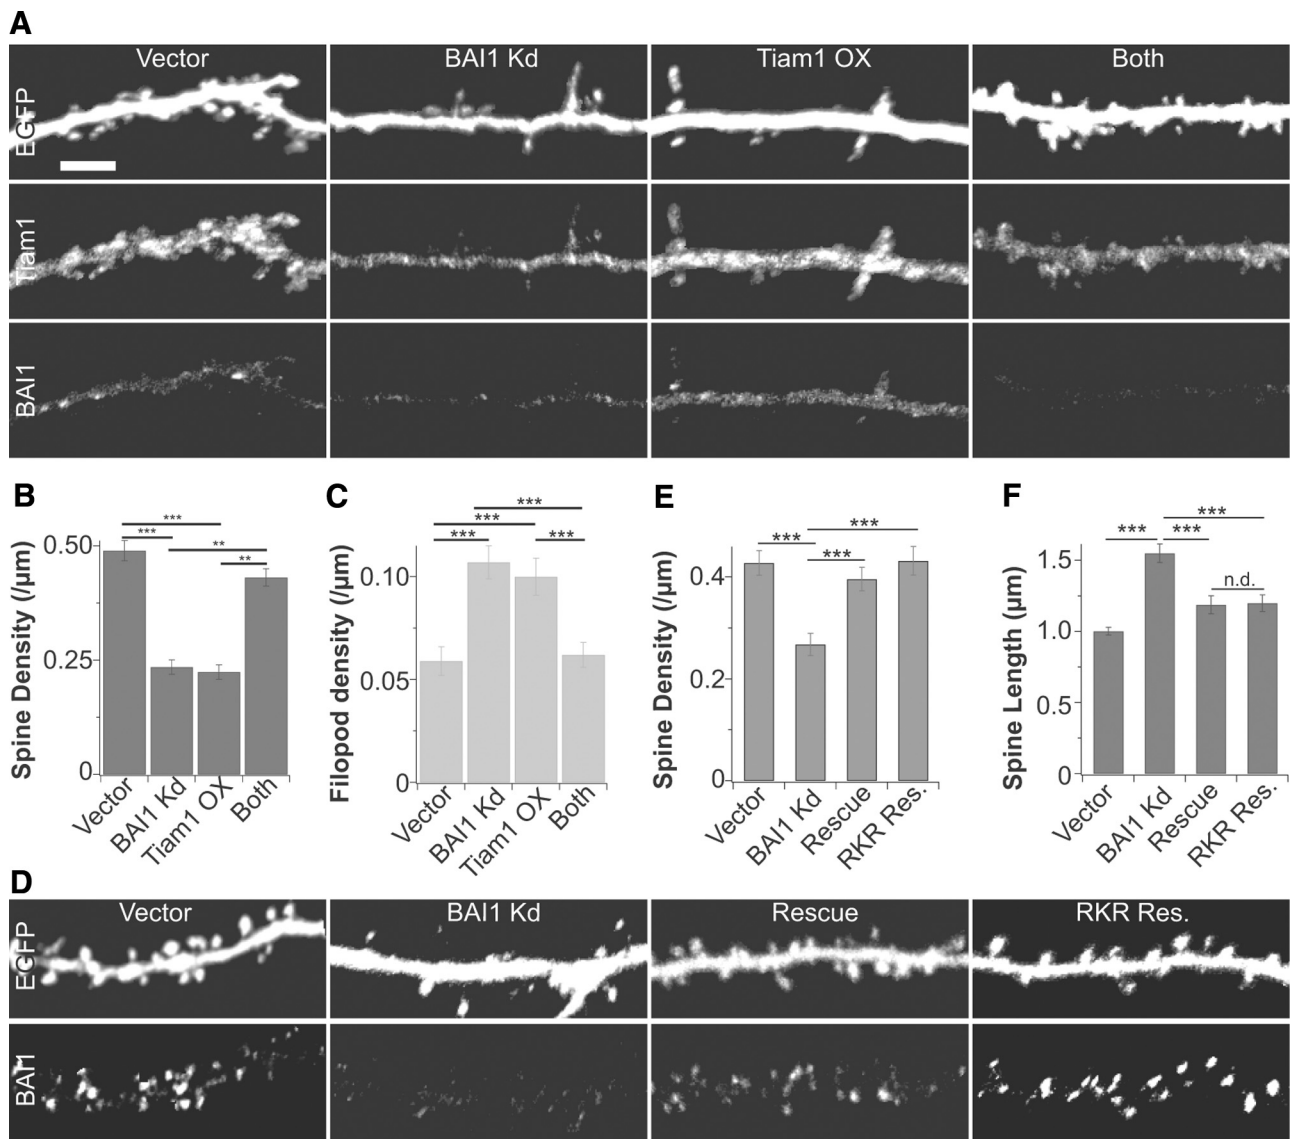 A
Vector
BAI1 Kd
Tiam1 OX
Both
EGFP
Tiam1
BAI1
B
Spine Density (/μm)
0.50
0.25
0
***
***
**
**
Vector
BAI1 Kd
Tiam1 OX
Both
C
Filopod density (/μm)
0.10
0.05
0
***
***
***
***
Vector
BAI1 Kd
Tiam1 OX
Both
E
Spine Density (/μm)
0.4
0.2
0
***
***
***
Vector
BAI1 Kd
Rescue
RKR Res.
F
Spine Length (μm)
1.5
1.0
0.5
0
***
***
***
n.d.
Vector
BAI1 Kd
Rescue
RKR Res.
D
Vector
BAI1 Kd
Rescue
RKR Res.
EGFP
BAI1